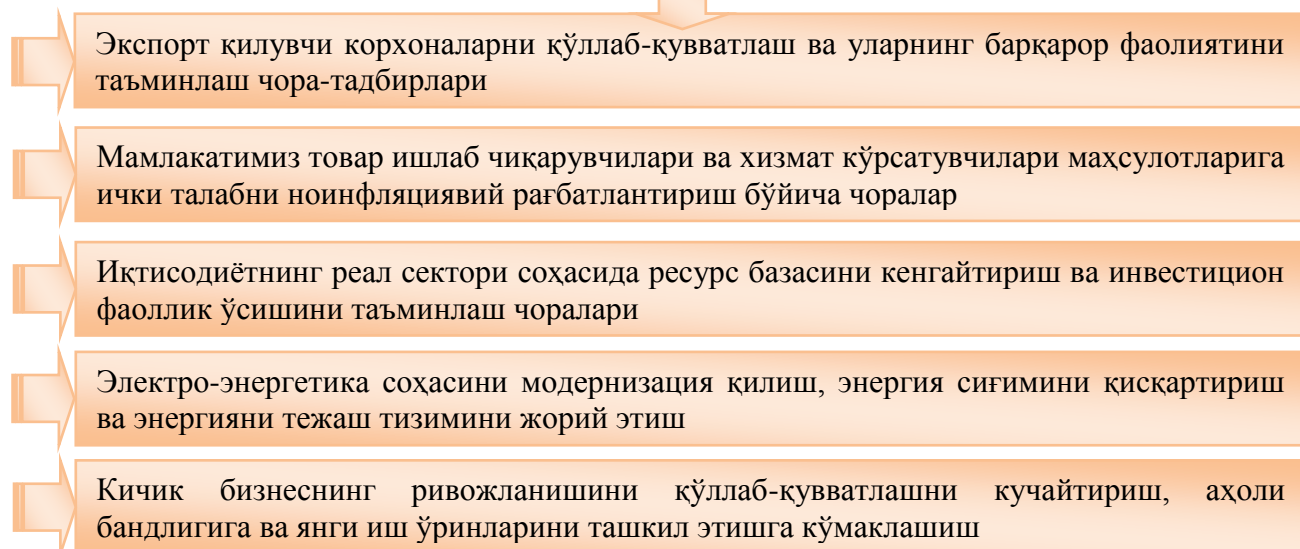 Экспорт қилувчи корхоналарни қўллаб-қувватлаш ва уларнинг барқарор фаолиятини
таъминлаш чора-тадбирлари
Мамлакатимиз товар ишлаб чиқарувчилари ва хизмат кўрсатувчилари маҳсулотларига
ички талабни ноинфляциявий рағбатлантириш бўйича чоралар
Иқтисодиётнинг реал сектори соҳасида ресурс базасини кенгайтириш ва инвестицион
фаоллик ўсишини таъминлаш чоралари
Электро-энергетика соҳасини модернизация қилиш, энергия сиғимини қисқартириш
ва энергияни тежаш тизимини жорий этиш
Кичик бизнеснинг ривожланишини қўллаб-қувватлашни кучайтириш, аҳоли
бандлигига ва янги иш ўринларини ташкил этишга кўмаклашиш